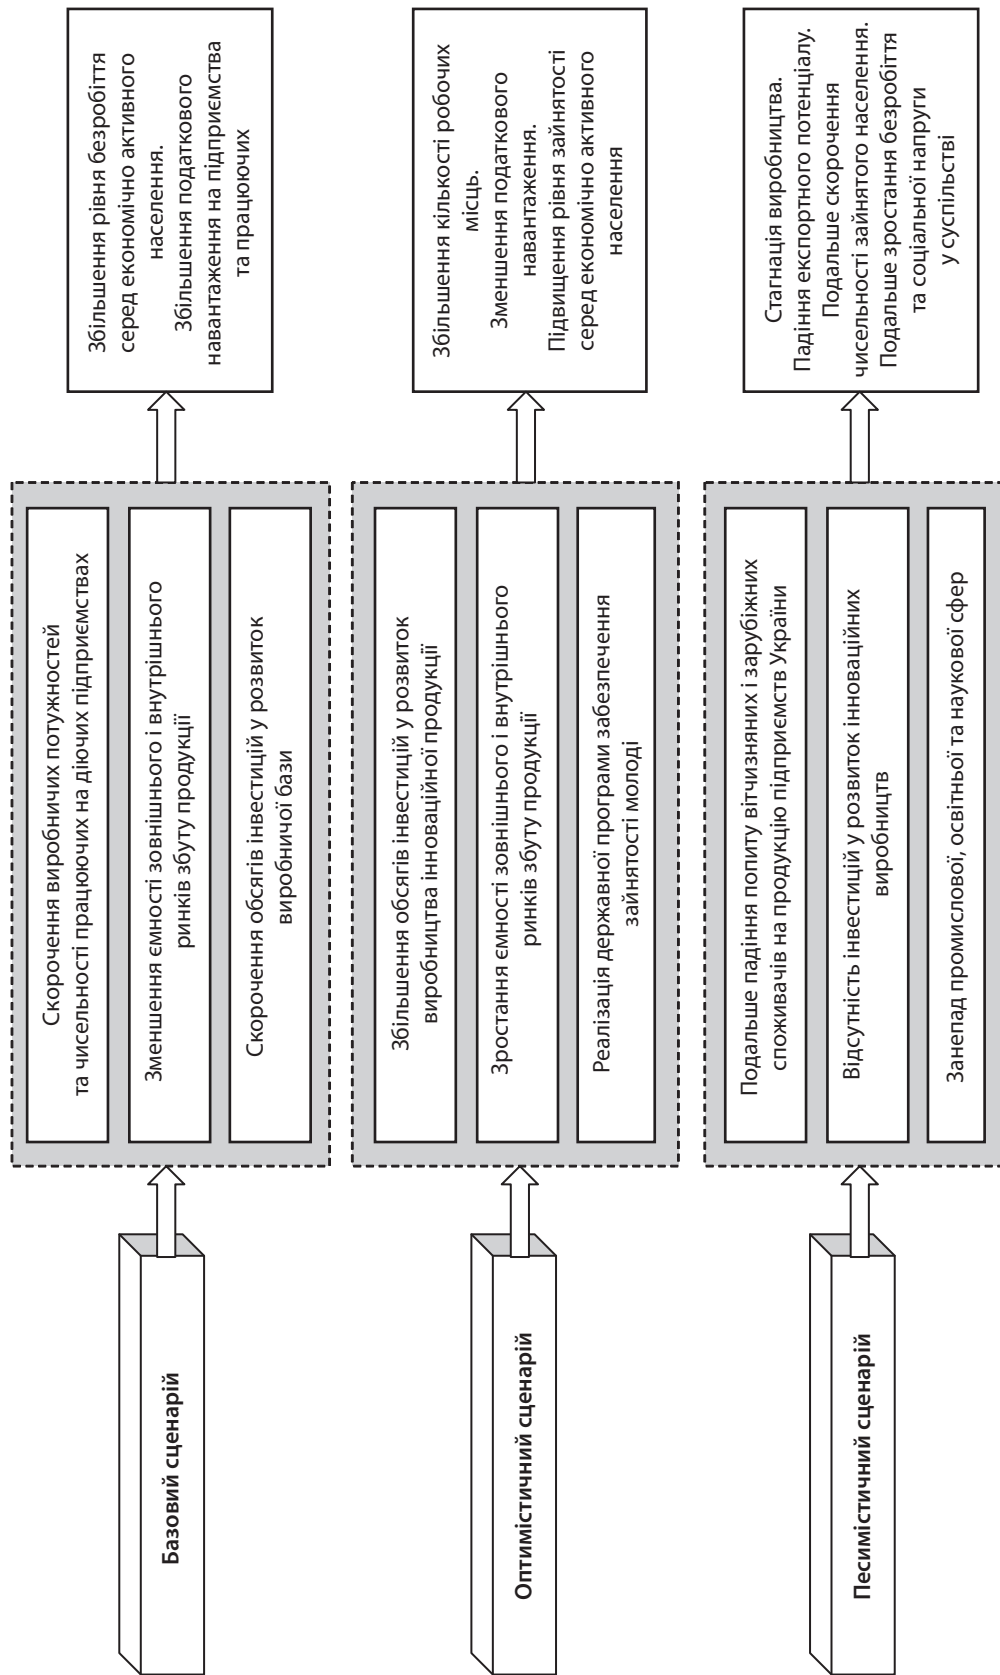 Базовий сценарій
Скорочення виробничих потужностей
та чисельності працюючих на діючих підприємствах
Зменшення ємності зовнішнього і внутрішнього
ринків збуту продукції
Скорочення обсягів інвестицій у розвиток
виробничої бази
Збільшення рівня безробіття
серед економічно активного
населення.
Збільшення податкового
навантаження на підприємства
та працюючих
Оптимістичний сценарій
Збільшення обсягів інвестицій у розвиток
виробництва інноваційної продукції
Зростання ємності зовнішнього і внутрішнього
ринків збуту продукції
Реалізація державної програми забезпечення
зайнятості молоді
Збільшення кількості робочих
місць.
Зменшення податкового
навантаження.
Підвищення рівня зайнятості
серед економічно активного
населення
Песимістичний сценарій
Подальше падіння попиту вітчизняних і зарубіжних
споживачів на продукцію підприємств України
Відсутність інвестицій у розвиток інноваційних
виробництв
Занепад промислової, освітньої та наукової сфер
Стагнація виробництва.
Падіння експортного потенціалу.
Подальше скорочення
чисельності зайнятого населення.
Подальше зростання безробіття
та соціальної напруги
у суспільстві